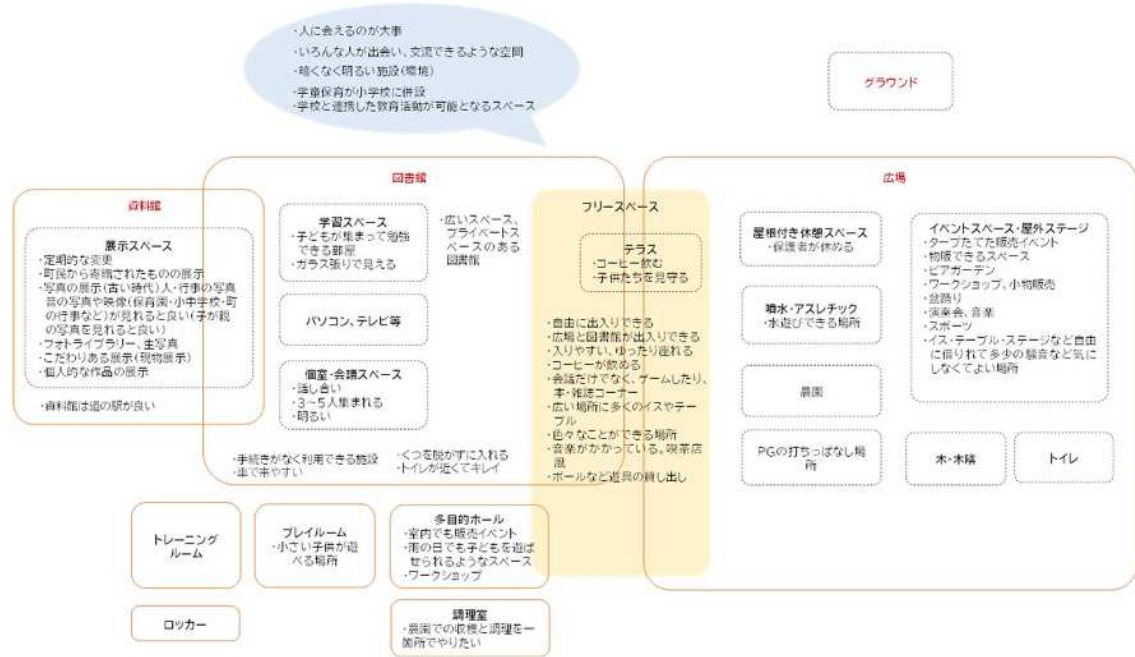 ・人に会えるのが大事
・いろんな人が出会い、交流できるような空間
・暗くなく明るい施設(環境)
・学童保育が小学校に併設
・学校と連携した教育活動が可能となるスペース
グラウンド
図書館
広場
資料館
フリースペース
展示スペース
・定期的な変更
・町民から寄贈されたものの展示
・写真の展示(古い時代)人・行事の写真
昔の写真や映像(保育園・小中学校・町
の行事など)が見れると良い(子が親
の写真を見れると良い)
・フォトライブラリー、生写真
・こだわりある展示(現物展示)
・個人的な作品の展示
・資料館は道の駅が良い
学習スペース
・子どもが集まって勉強
できる部屋
・ガラス張りで見える
・広いスペース、
プライベートス
ペースのある
図書館
パソコン、テレビ等
個室・会議スペース
・話し合い
・3~5人集まれる
・明るい
・手続きがなく利用できる施設
・車で来やすい
・くつを脱がずに入れる
・トイレが近くてキレイ
テラス
・コーヒー飲む
・子供たちを見守る
・自由に出入りできる
・広場と図書館が出入りできる
・入りやすい、ゆったり座れる
・コーヒーが飲める
・会話だけでなく、ゲームしたり、
本・雑誌コーナー
・広い場所に多くのイスやテー
ブル
・色々なことができる場所
・音楽がかかっている。喫茶店
風
・ボールなど遊具の貸し出し
屋根付き休憩スペース
・保護者が休める
噴水・アスレチック
・水遊びできる場所
農園
PGの打ちっぱなし場
所
イベントスペース・屋外ステージ
・タープたてた販売イベント
・物販できるスペース
・ビアガーデン
・ワークショップ、小物販売
・盆踊り
・演奏会、音楽
・スポーツ
・イス・テーブル・ステージなど自由
に借りれて多少の騒音など気に
しなくてよい場所
木・木陰
トイレ
トレーニング
ルーム
プレイルーム
・小さい子供が遊
べる場所
多目的ホール
・室内でも販売イベント
・雨の日でも子どもを遊ば
せられるようなスペース
・ワークショップ
ロッカー
調理室
・農園での収穫と調理を一
箇所でやりたい